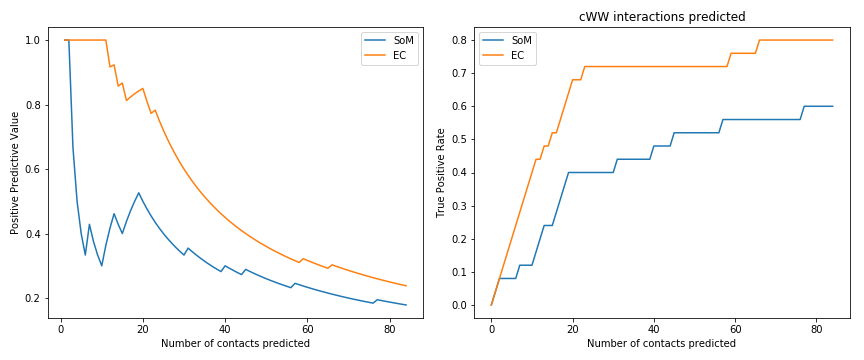 cWW interactions predicted
Positive Predictive Value
1.0
0.8
0.6
0.4
0.2
SoM
EC
0 20 40 60 80
Number of contacts predicted
True Positive Rate
0.8
0.7
0.6
0.5
0.4
0.3
0.2
0.1
0.0
SoM
EC
0 20 40 60 80
Number of contacts predicted